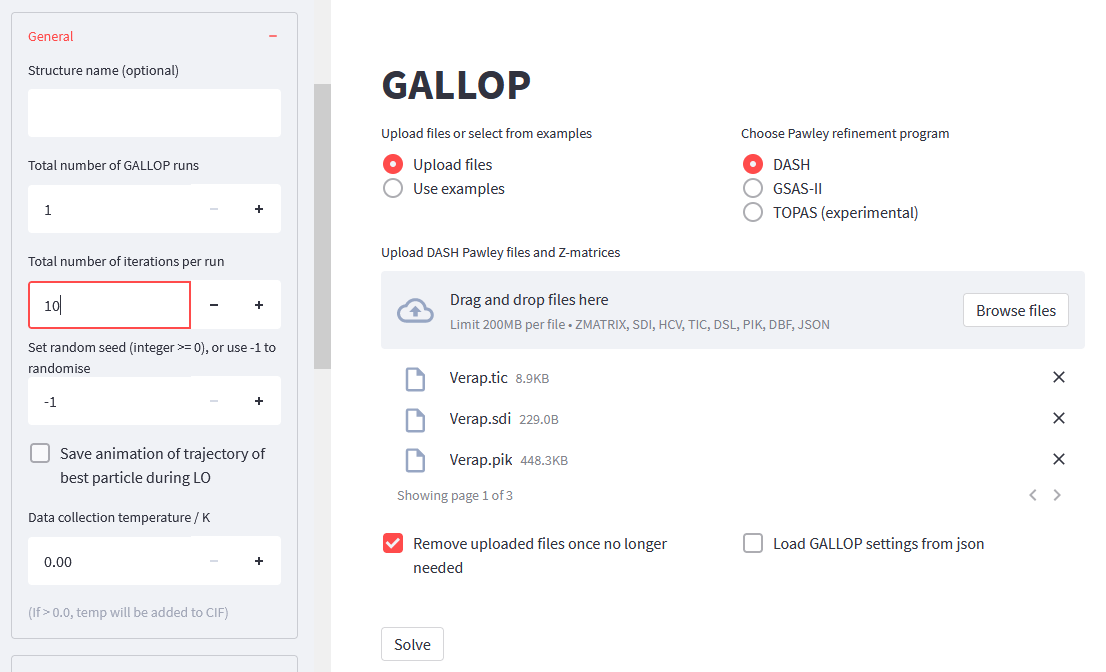 General
Structure name (optional)
Total number of GALLOP runs
1
Total number of iterations per run
10
Set random seed (integer >= 0), or use -1 to
randomise
-1
Save animation of trajectory of
best particle during LO
Data collection temperature / K
0.00
(If > 0.0, temp will be added to CIF)
GALLOP
Upload files or select from examples
Upload files
Use examples
Choose Pawley refinement program
DASH
GSAS-II
TOPAS (experimental)
Upload DASH Pawley files and Z-matrices
Drag and drop files here
Limit 200MB per file • ZMATRIX, SDI, HCV, TIC, DSL, PIK, DBF, JSON
Browse files
Verap.tic 8.9KB
Verap.sdi 229.0B
Verap.pik 448.3KB
Showing page 1 of 3
Remove uploaded files once no longer
needed
Load GALLOP settings from json
Solve